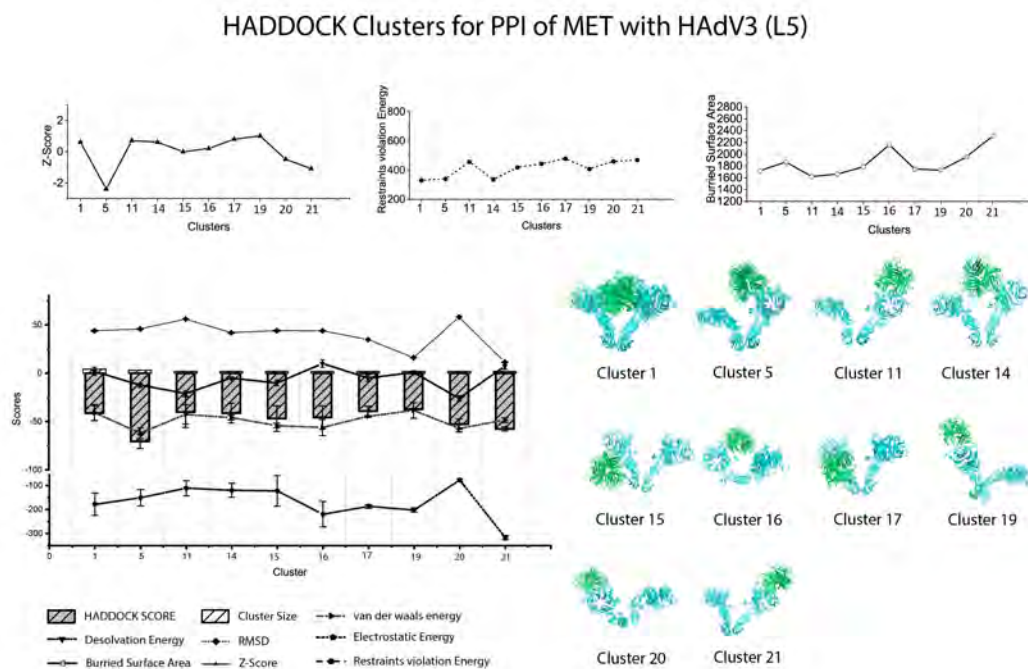 HADDOCK Clusters for PPI of MET with HAdV3 (L5)
Z-Score
2
0
-2
1 5 11 14 15 16 17 19 20 21
Clusters
Restraints violation Energy
800
600
400
200
1 5 11 14 15 16 17 19 20 21
Clusters
Burried Surface Area
2800
2600
2400
2200
2000
1800
1600
1400
1200
1 5 11 14 15 16 17 19 20 21
Clusters
Scores
50
0
-50
-100
-100
-200
-300
0 1 5 11 14 15 16 17 19 20 21
Cluster
HADDOCK SCORE
Cluster Size
van der waals energy
Desolvation Energy
RMSD
Electrostatic Energy
Burried Surface Area
Z-Score
Restraints violation Energy
Cluster 1
Cluster 5
Cluster 11
Cluster 14
Cluster 15
Cluster 16
Cluster 17
Cluster 19
Cluster 20
Cluster 21